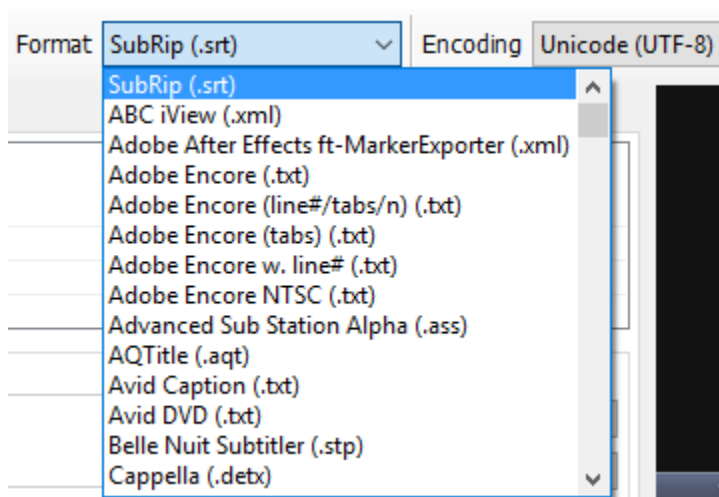 Format SubRip (.srt) Encoding Unicode (UTF-8)
SubRip (.srt)
ABC iView (.xml)
Adobe After Effects ft-MarkerExporter (.xml)
Adobe Encore (.txt)
Adobe Encore (line#/tabs/n) (.txt)
Adobe Encore (tabs) (.txt)
Adobe Encore w. line# (.txt)
Adobe Encore NTSC (.txt)
Advanced Sub Station Alpha (.ass)
AQTitle (.aqt)
Avid Caption (.txt)
Avid DVD (.txt)
Belle Nuit Subtitler (.stp)
Cappella (.detx)